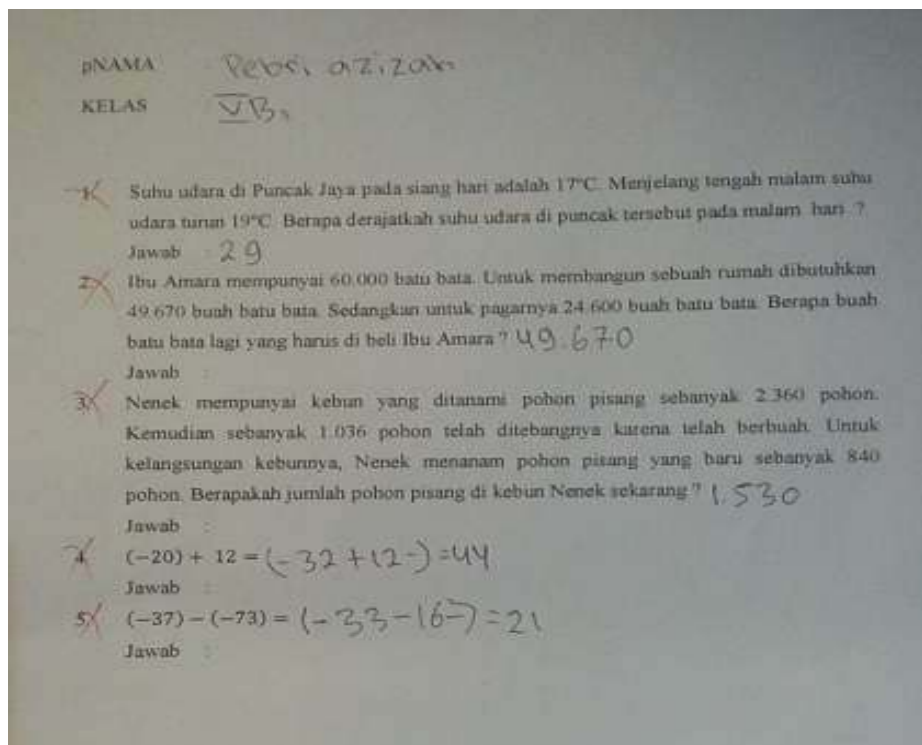 pNAMA : Pebri azizah
KELAS VB
1. Suhu udara di Puncak Jaya pada siang hari adalah 17°C. Menjelang tengah malam suhu
udara turun 19°C. Berapa derajatkah suhu udara di puncak tersebut pada malam hari ?
Jawab : 29
2. Ibu Amara mempunyai 60.000 batu bata. Untuk membangun sebuah rumah dibutuhkan
49.670 buah batu bata. Sedangkan untuk pagarnya 24.600 buah batu bata. Berapa buah
batu bata lagi yang harus di beli Ibu Amara ? 49.670
Jawab :
3. Nenek mempunyai kebun yang ditanami pohon pisang sebanyak 2.360 pohon.
Kemudian sebanyak 1.036 pohon telah ditebangnya karena telah berbuah. Untuk
kelangsungan kebunnya, Nenek menanam pohon pisang yang baru sebanyak 840
pohon. Berapakah jumlah pohon pisang di kebun Nenek sekarang ? 1.530
Jawab :
4. (−20) + 12 = (-32+12-)=44
Jawab :
5. (−37) − (−73) = (-33-16-)=21
Jawab :